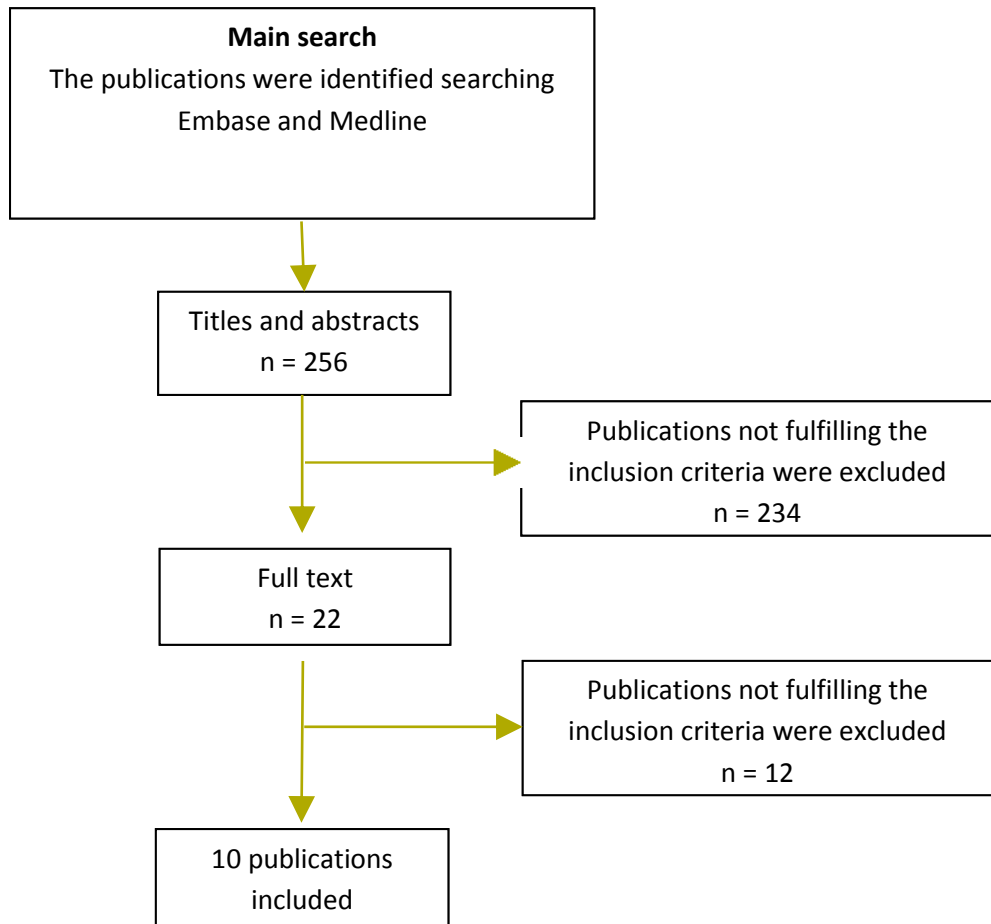 Main search
The publications were identified searching
Embase and Medline
Titles and abstracts
n = 256
Publications not fulfilling the
inclusion criteria were excluded
n = 234
Full text
n = 22
Publications not fulfilling the
inclusion criteria were excluded
n = 12
10 publications
included